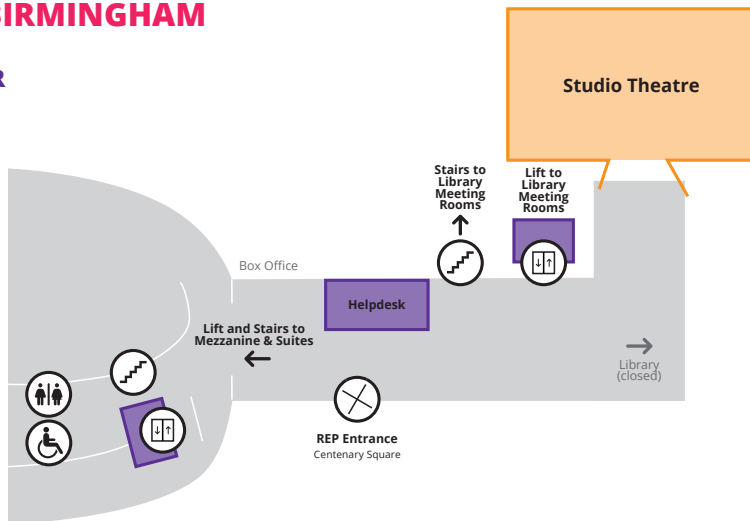 BIRMINGHAM
R
Studio Theatre
Stairs to
Library
Meeting
Rooms
Lift to
Library
Meeting
Rooms
Box Office
Helpdesk
Lift and Stairs to
Mezzanine & Suites
Library
(closed)
REP Entrance
Centenary Square